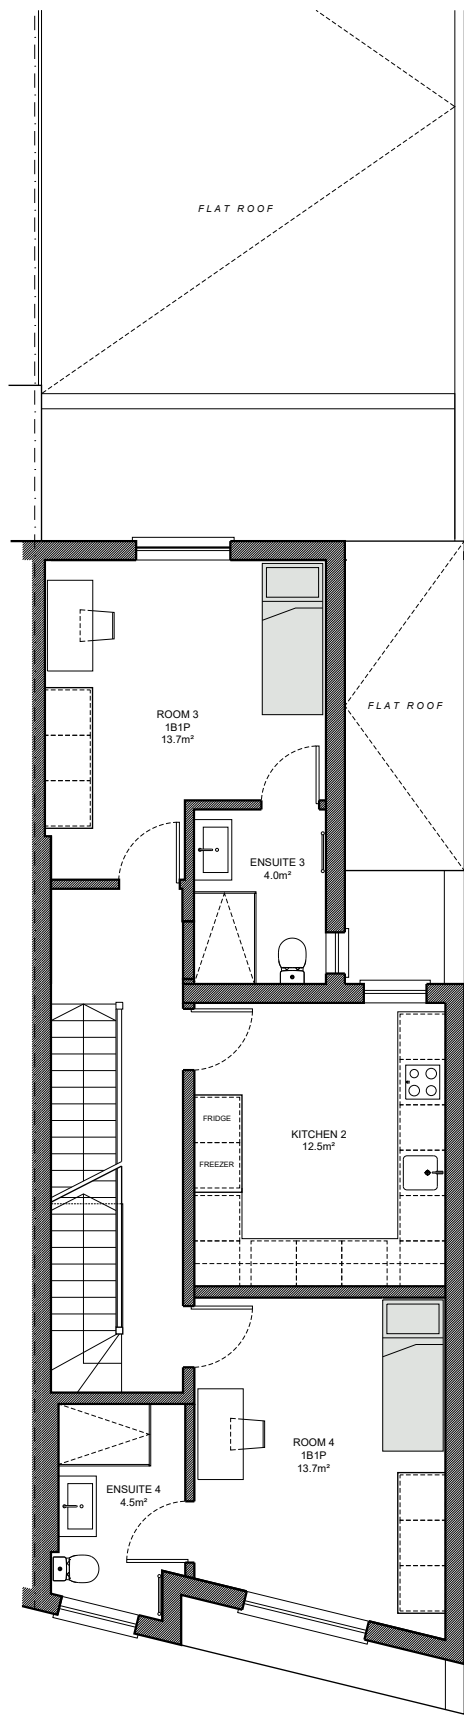 FLAT ROOF
FLAT ROOF
ROOM 3
1B1P
13.7m²
ENSUITE 3
4.0m²
FRIDGE
FREEZER
KITCHEN 2
12.5m²
ROOM 4
1B1P
13.7m²
ENSUITE 4
4.5m²